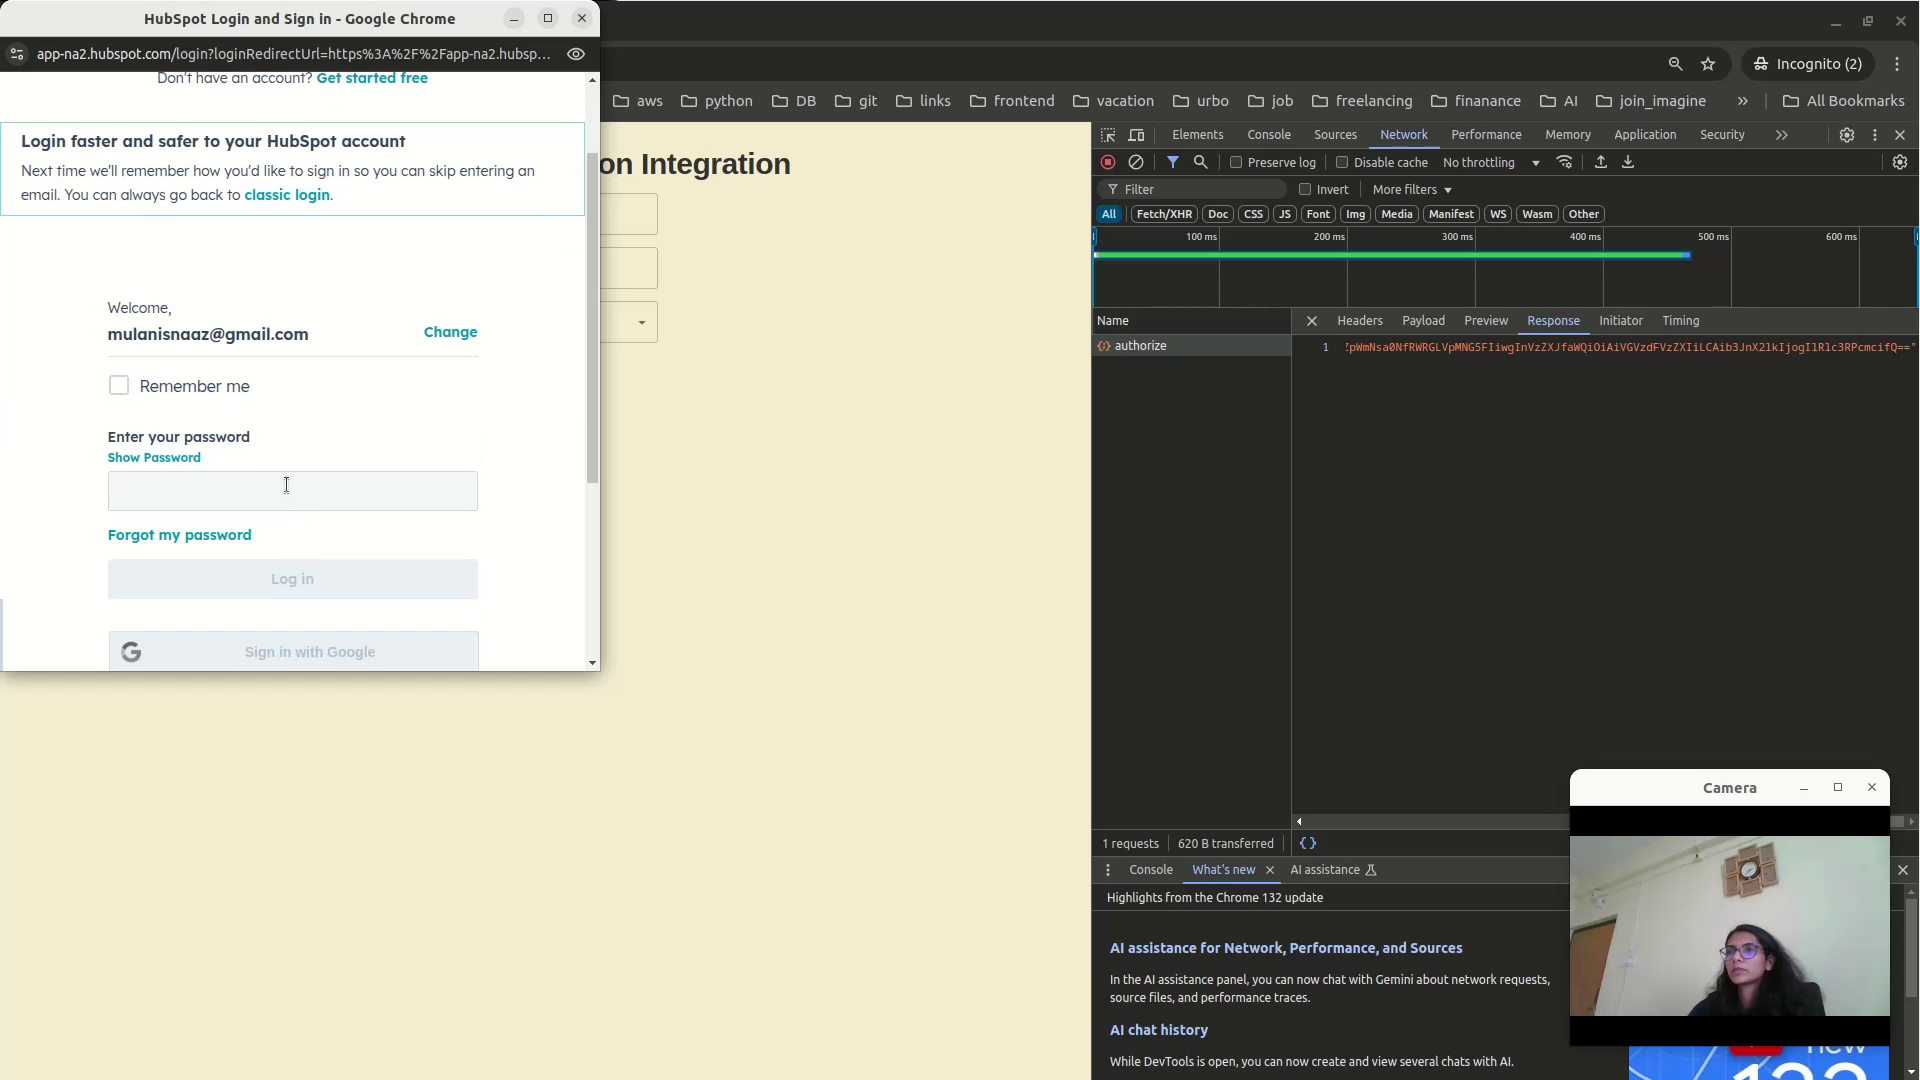 HubSpot Login and Sign in - Google Chrome
app-na2.hubspot.com/login?loginRedirectUrl=https%3A%2F%2Fapp-na2.hubsp...
Don't have an account? Get started free
Login faster and safer to your HubSpot account
Next time we'll remember how you'd like to sign in so you can skip entering an
email. You can always go back to classic login.
Welcome,
mulanisnaaz@gmail.com
Change
Remember me
Enter your password
Show Password
Forgot my password
Log in
Sign in with Google
Incognito (2)
aws
python
DB
git
links
frontend
vacation
urbo
job
freelancing
finanance
AI
join_imagine
All Bookmarks
on Integration
Elements
Console
Sources
Network
Performance
Memory
Application
Security
Preserve log
Disable cache
No throttling
Filter
Invert
More filters
All
Fetch/XHR
Doc
CSS
JS
Font
Img
Media
Manifest
WS
Wasm
Other
100 ms
200 ms
300 ms
400 ms
500 ms
600 ms
Name
Headers
Payload
Preview
Response
Initiator
Timing
authorize
1
1 requests
620 B transferred
Console
What's new
AI assistance
Highlights from the Chrome 132 update
AI assistance for Network, Performance, and Sources
In the AI assistance panel, you can now chat with Gemini about network requests,
source files, and performance traces.
AI chat history
While DevTools is open, you can now create and view several chats with AI.
Camera
new